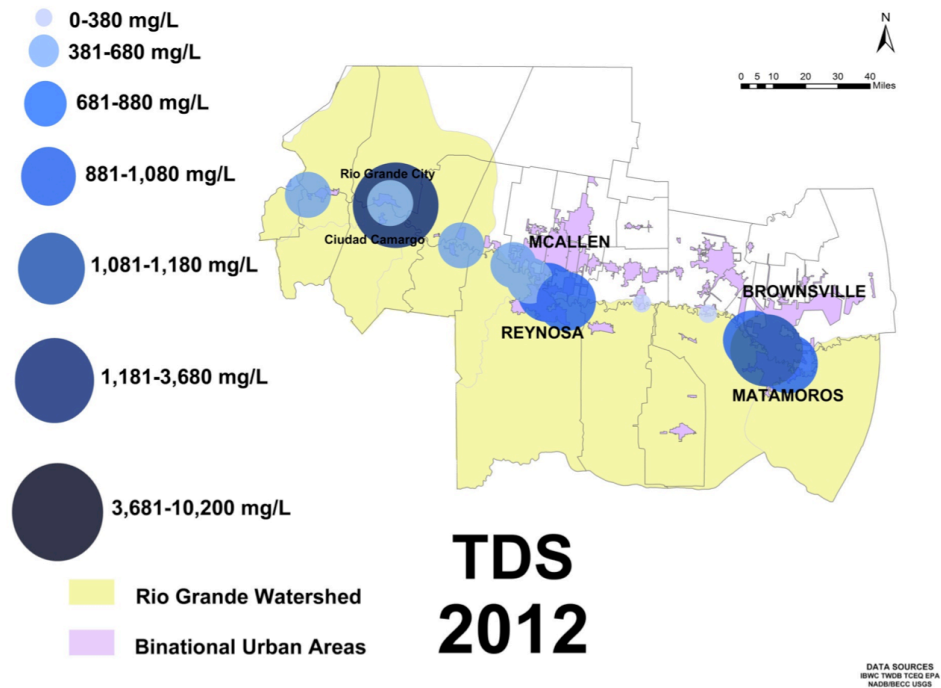 0-380 mg/L
381-680 mg/L
681-880 mg/L
881-1,080 mg/L
1,081-1,180 mg/L
1,181-3,680 mg/L
3,681-10,200 mg/L
Rio Grande Watershed
Binational Urban Areas
N
0 5 10 20 30 40
Miles
Rio Grande City
Ciudad Camargo
MCALLEN
REYNOSA
BROWNSVILLE
MATAMOROS
TDS
2012
DATA SOURCES
IBWC TWDB TCEQ EPA
NADB/BECC USGS